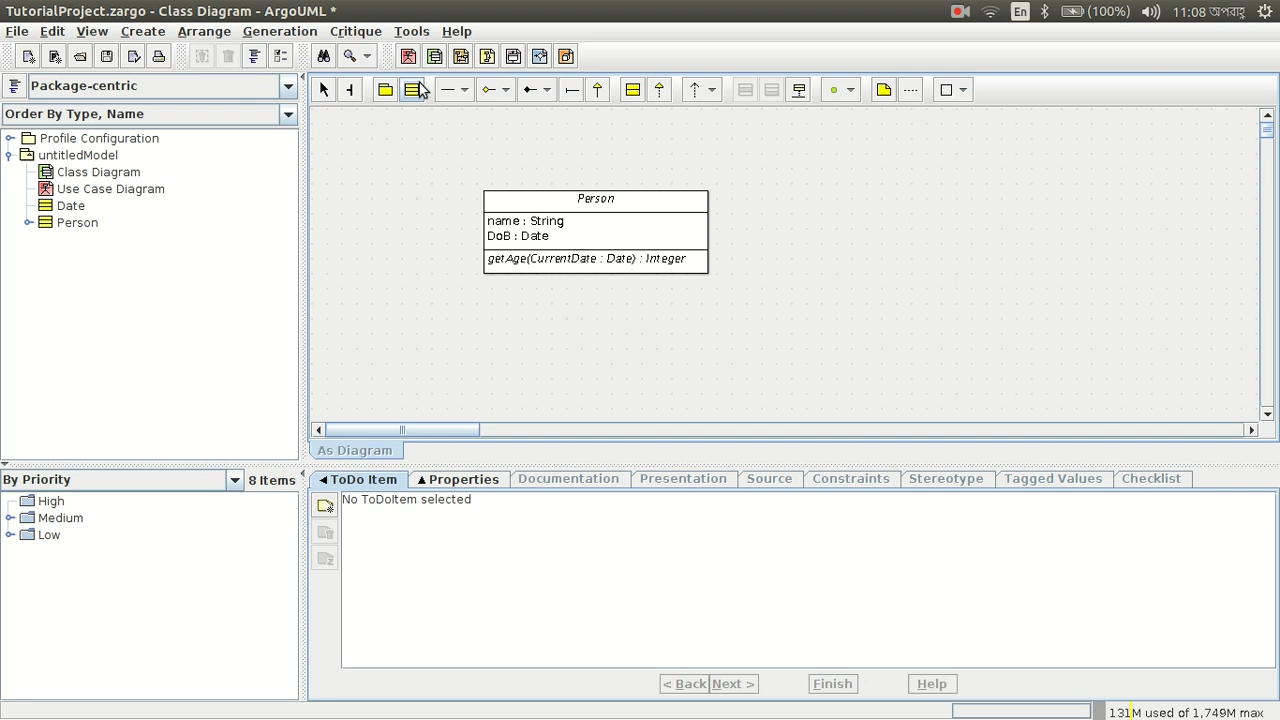 TutorialProject.zargo - Class Diagram - ArgoUML *
En (100%) 11:08 অপরাহ্ণ
File Edit View Create Arrange Generation Critique Tools Help
Package-centric
Order By Type, Name
Profile Configuration
untitledModel
Class Diagram
Use Case Diagram
Date
Person
Person
name : String
DoB : Date
getAge(CurrentDate : Date) : Integer
As Diagram
By Priority 8 Items
High
Medium
Low
ToDo Item Properties Documentation Presentation Source Constraints Stereotype Tagged Values Checklist
No ToDoItem selected
< Back Next > Finish Help
131M used of 1,749M max